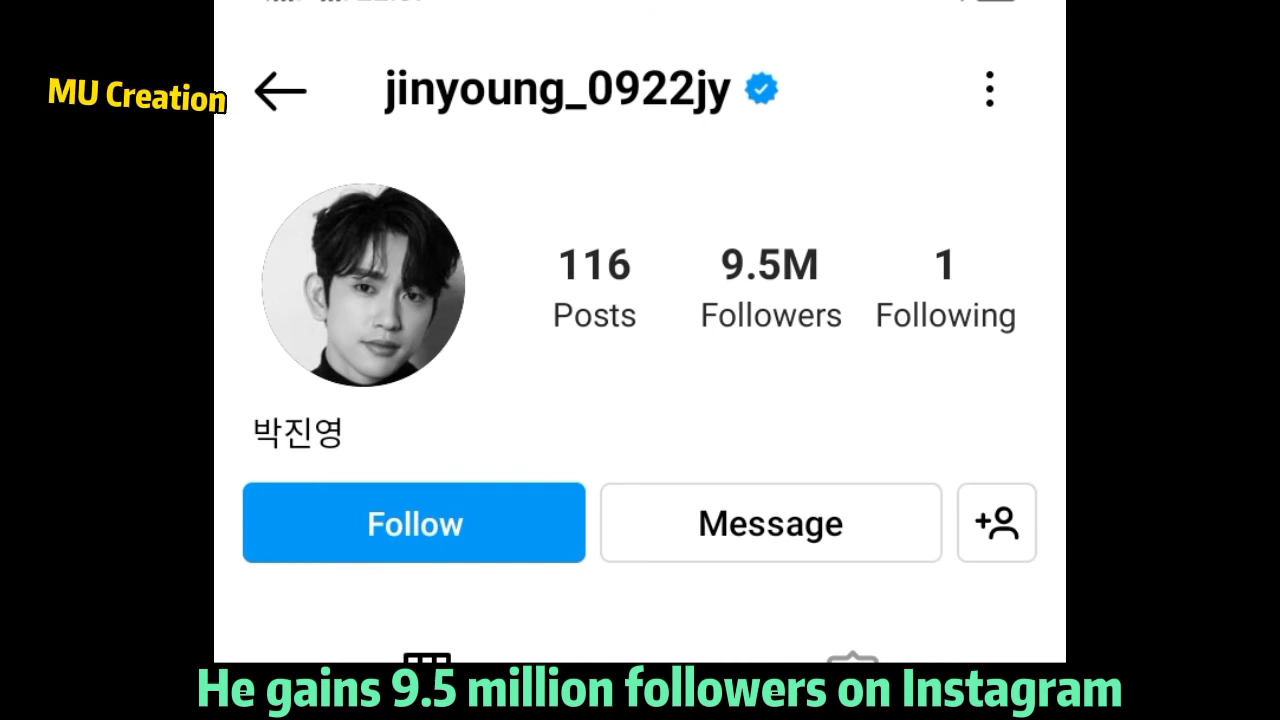 MU Creation
jinyoung_0922jy
116
9.5M
1
Posts
Followers
Following
박진영
Follow
Message
He gains 9.5 million followers on Instagram